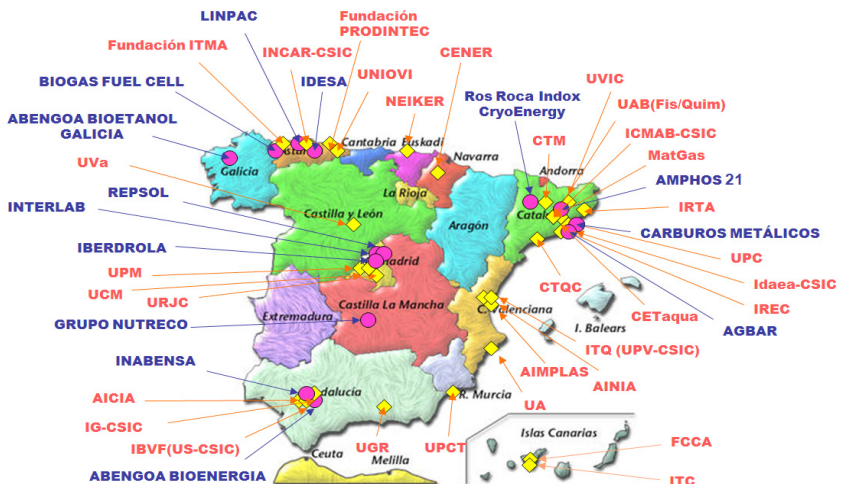 LINPAC
Fundación
PRODINTEC
Fundación ITMA
INCAR-CSIC
CENER
UNIOVI
BIOGAS FUEL CELL
IDESA
NEIKER
UVIC
Ros Roca Indox
CryoEnergy
UAB(Fis/Quim)
ABENGOA BIOETANOL
GALICIA
CTM
ICMAB-CSIC
Cantabria
Euskadi
MatGas
UVa
Galicia
Navarra
Andorra
AMPHOS 21
REPSOL
La Rioja
IRTA
INTERLAB
Castilla y León
Aragón
CARBUROS METÁLICOS
IBERDROLA
UPC
UPM
CTQC
Idaea-CSIC
UCM
URJC
Castilla La Mancha
IREC
CETaqua
GRUPO NUTRECO
Extremadura
C. Valenciana
I. Balears
AGBAR
ITQ (UPV-CSIC)
INABENSA
AIMPLAS
AINIA
AICIA
R. Murcia
UA
IG-CSIC
IBVF(US-CSIC)
UGR
UPCT
Islas Canarias
FCCA
Ceuta
Melilla
ABENGOA BIOENERGIA
ITC